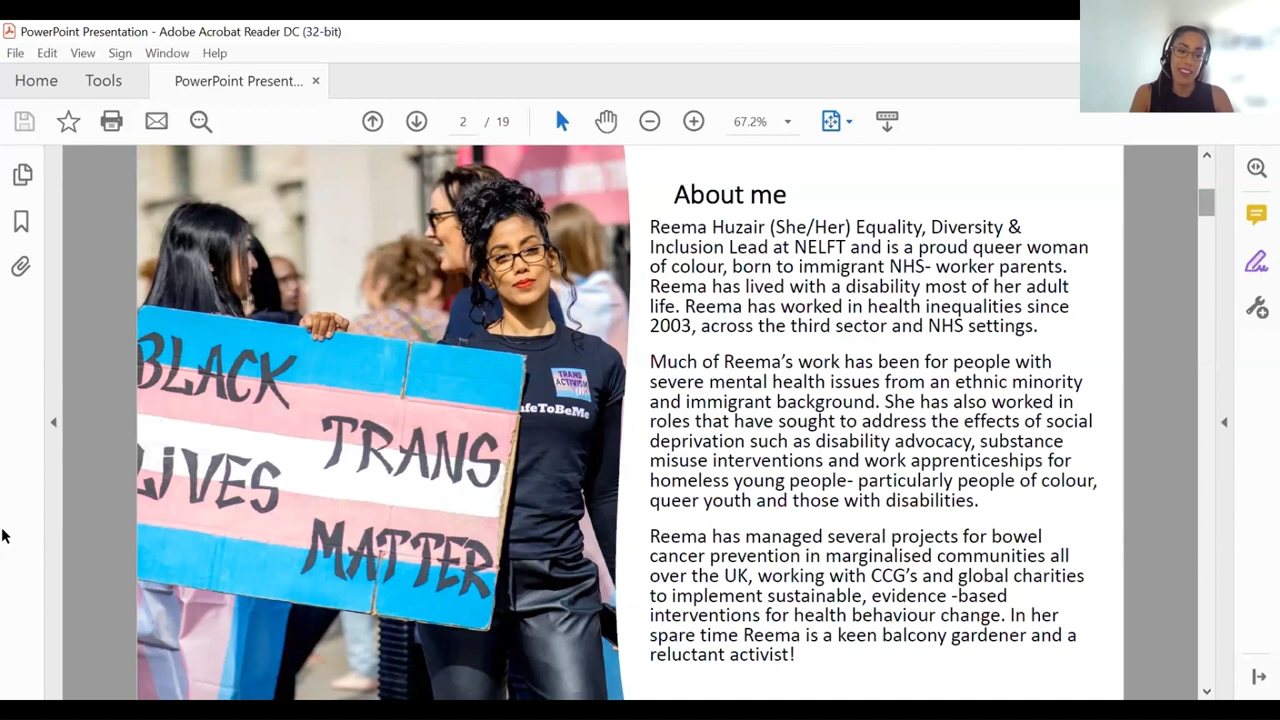 PowerPoint Presentation - Adobe Acrobat Reader DC (32-bit)
File Edit View Sign Window Help
Home Tools PowerPoint Present... ×
2 / 19 67.2%
About me
Reema Huzair (She/Her) Equality, Diversity &
Inclusion Lead at NELFT and is a proud queer woman
of colour, born to immigrant NHS- worker parents.
Reema has lived with a disability most of her adult
life. Reema has worked in health inequalities since
2003, across the third sector and NHS settings.
Much of Reema's work has been for people with
severe mental health issues from an ethnic minority
and immigrant background. She has also worked in
roles that have sought to address the effects of social
deprivation such as disability advocacy, substance
misuse interventions and work apprenticeships for
homeless young people- particularly people of colour,
queer youth and those with disabilities.
Reema has managed several projects for bowel
cancer prevention in marginalised communities all
over the UK, working with CCG's and global charities
to implement sustainable, evidence -based
interventions for health behaviour change. In her
spare time Reema is a keen balcony gardener and a
reluctant activist!
BLACK
TRANS
LIVES
MATTER
TRANS
ACTIVISM
UK
afeToBeMe